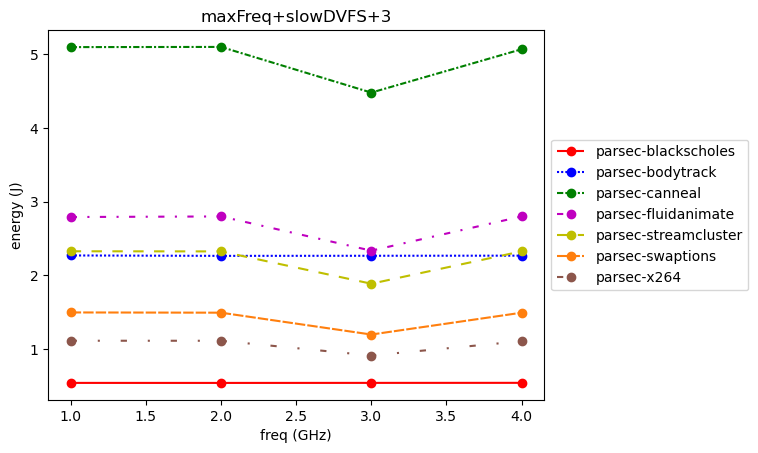 maxFreq+slowDVFS+3
energy (J)
5
4
3
2
1
1.0 1.5 2.0 2.5 3.0 3.5 4.0
freq (GHz)
parsec-blackscholes
parsec-bodytrack
parsec-canneal
parsec-fluidanimate
parsec-streamcluster
parsec-swaptions
parsec-x264